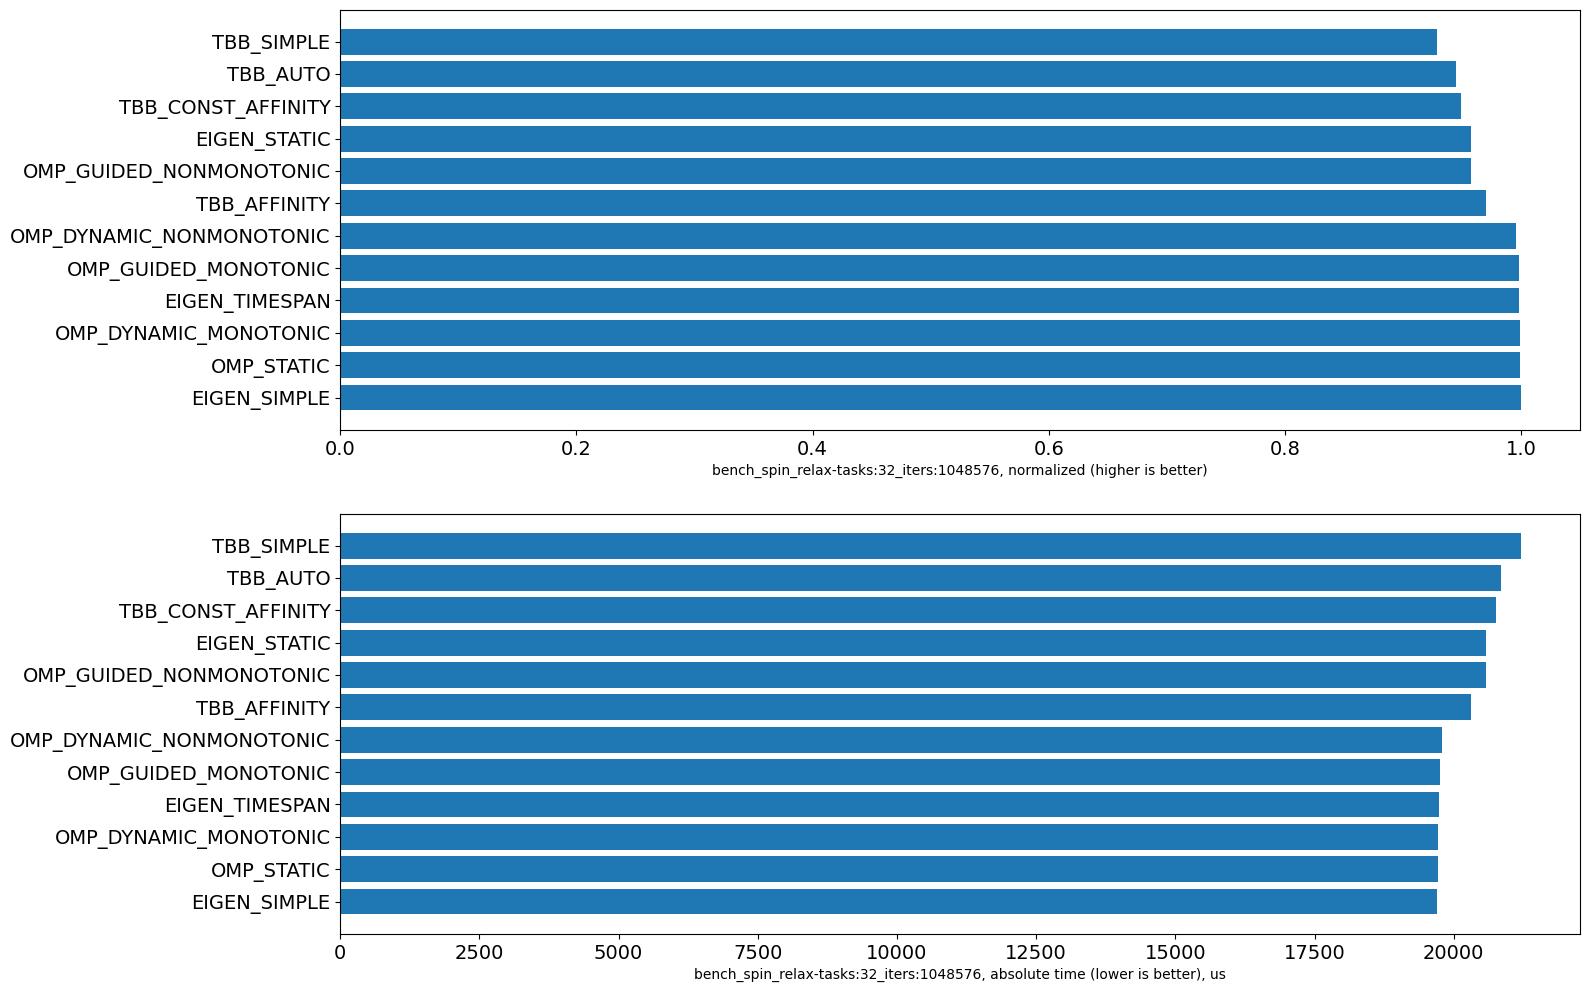 TBB_SIMPLE
TBB_AUTO
TBB_CONST_AFFINITY
EIGEN_STATIC
OMP_GUIDED_NONMONOTONIC
TBB_AFFINITY
OMP_DYNAMIC_NONMONOTONIC
OMP_GUIDED_MONOTONIC
EIGEN_TIMESPAN
OMP_DYNAMIC_MONOTONIC
OMP_STATIC
EIGEN_SIMPLE
0.0 0.2 0.4 0.6 0.8 1.0
bench_spin_relax-tasks:32_iters:1048576, normalized (higher is better)
TBB_SIMPLE
TBB_AUTO
TBB_CONST_AFFINITY
EIGEN_STATIC
OMP_GUIDED_NONMONOTONIC
TBB_AFFINITY
OMP_DYNAMIC_NONMONOTONIC
OMP_GUIDED_MONOTONIC
EIGEN_TIMESPAN
OMP_DYNAMIC_MONOTONIC
OMP_STATIC
EIGEN_SIMPLE
0 2500 5000 7500 10000 12500 15000 17500 20000
bench_spin_relax-tasks:32_iters:1048576, absolute time (lower is better), us